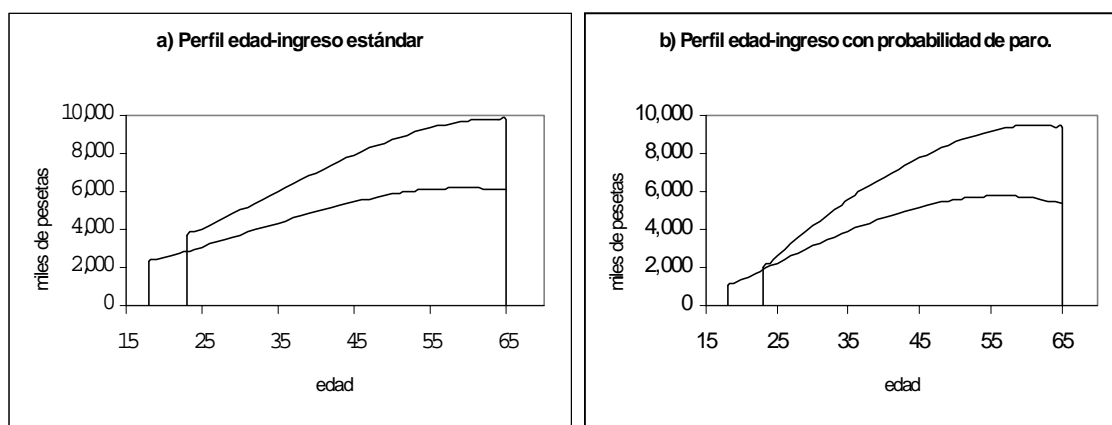 a) Perfil edad-ingreso estándar
miles de pesetas
10,000
8,000
6,000
4,000
2,000
0
15 25 35 45 55 65
edad
b) Perfil edad-ingreso con probabilidad de paro.
miles de pesetas
10,000
8,000
6,000
4,000
2,000
0
15 25 35 45 55 65
edad